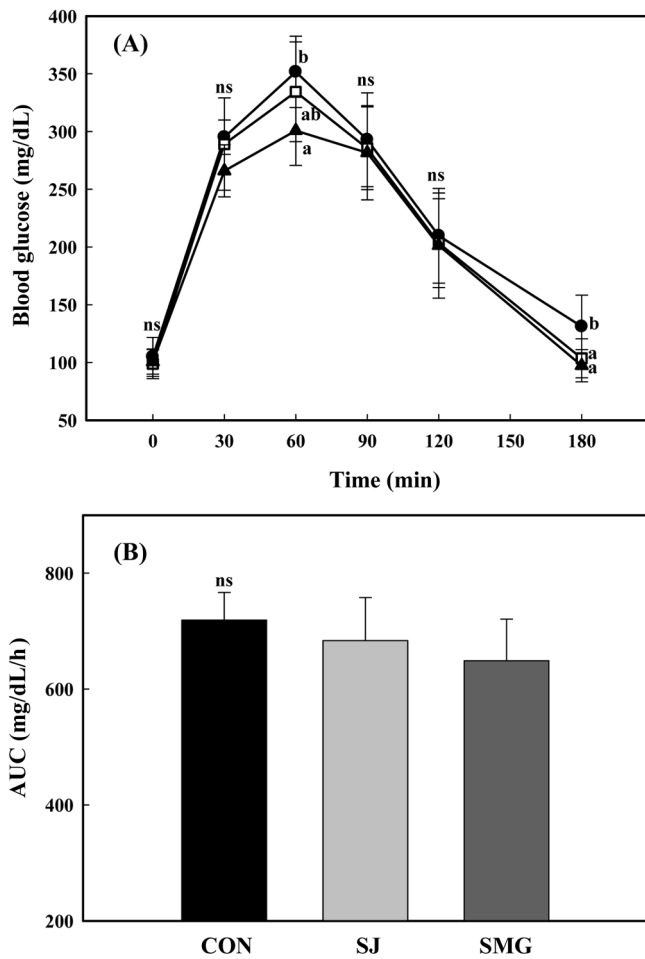 (A)
400
350
300
250
200
150
100
50
Blood glucose (mg/dL)
ns
ns
b
ab
a
ns
ns
b
a
a
0 30 60 90 120 150 180
Time (min)
(B)
800
600
400
200
AUC (mg/dL/h)
ns
CON SJ SMG